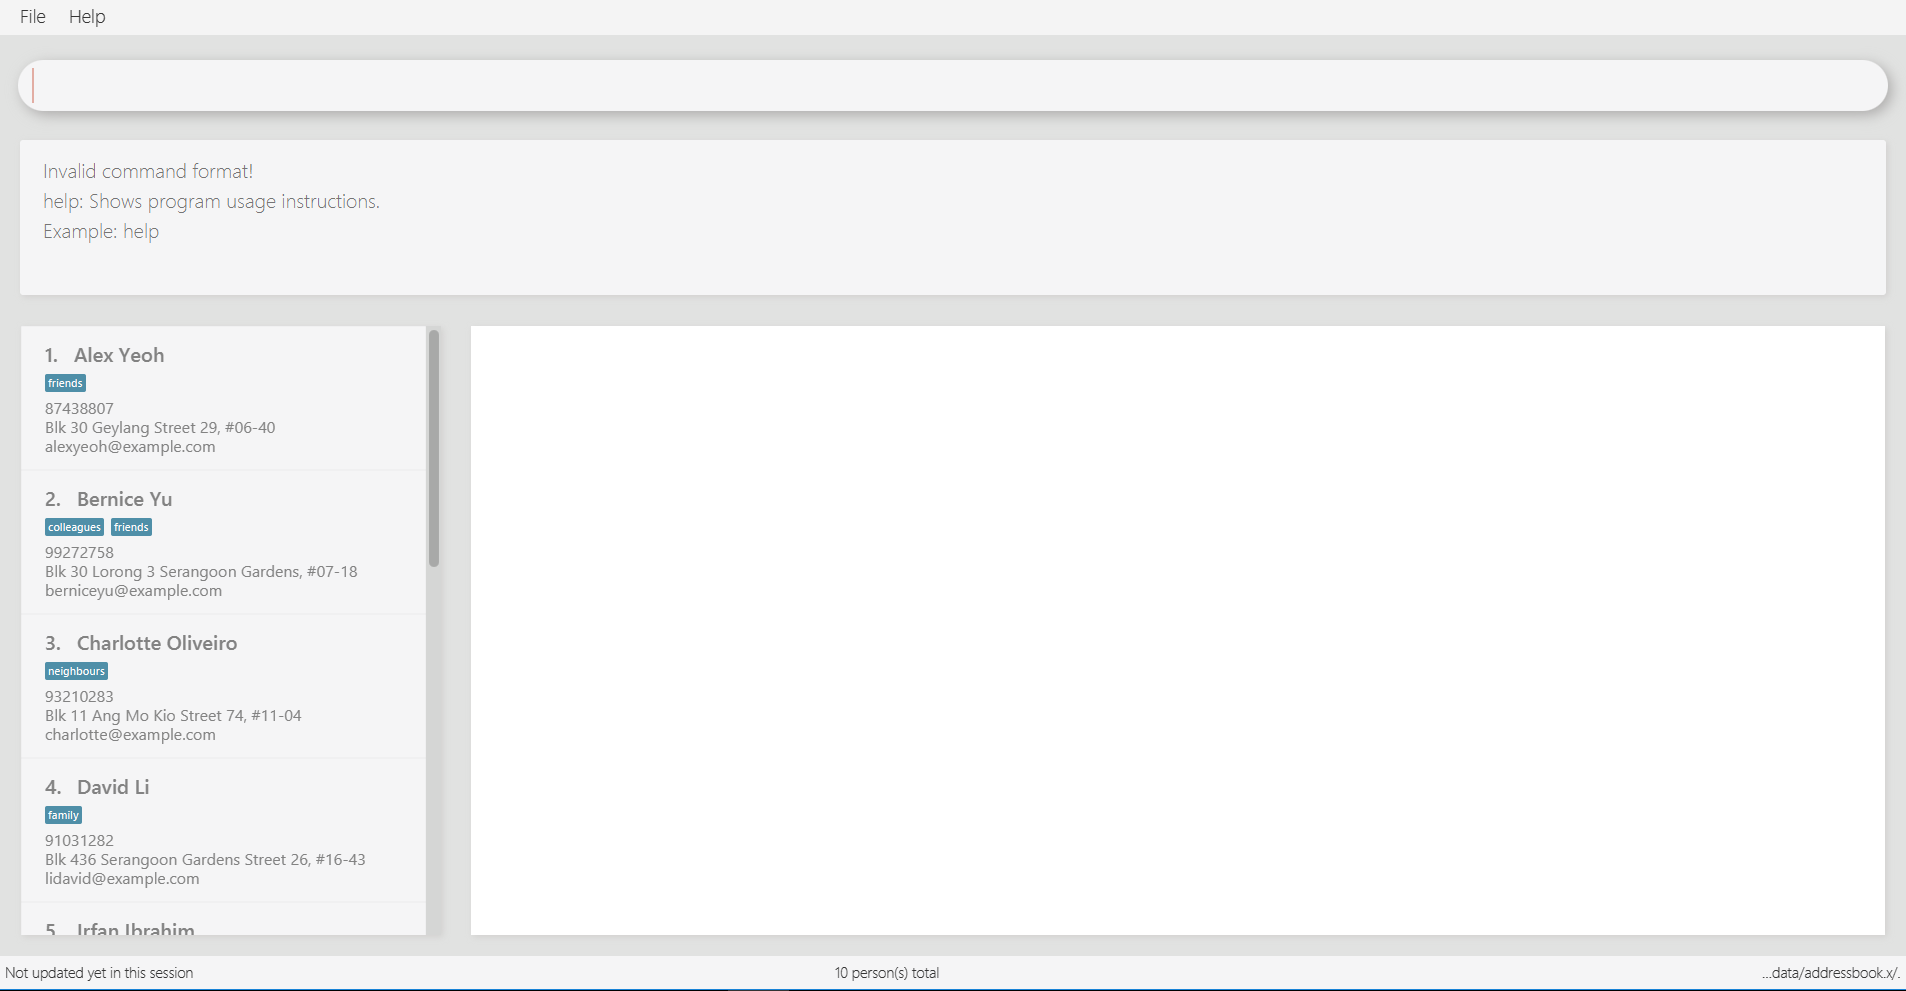 File Help
Invalid command format!
help: Shows program usage instructions.
Example: help
1. Alex Yeoh
friends
87438807
Blk 30 Geylang Street 29, #06-40
alexyeoh@example.com
2. Bernice Yu
colleagues friends
99272758
Blk 30 Lorong 3 Serangoon Gardens, #07-18
berniceyu@example.com
3. Charlotte Oliveiro
neighbours
93210283
Blk 11 Ang Mo Kio Street 74, #11-04
charlotte@example.com
4. David Li
family
91031282
Blk 436 Serangoon Gardens Street 26, #16-43
lidavid@example.com
5. Irfan Ibrahim
Not updated yet in this session 10 person(s) total ...data/addressbook.x/.